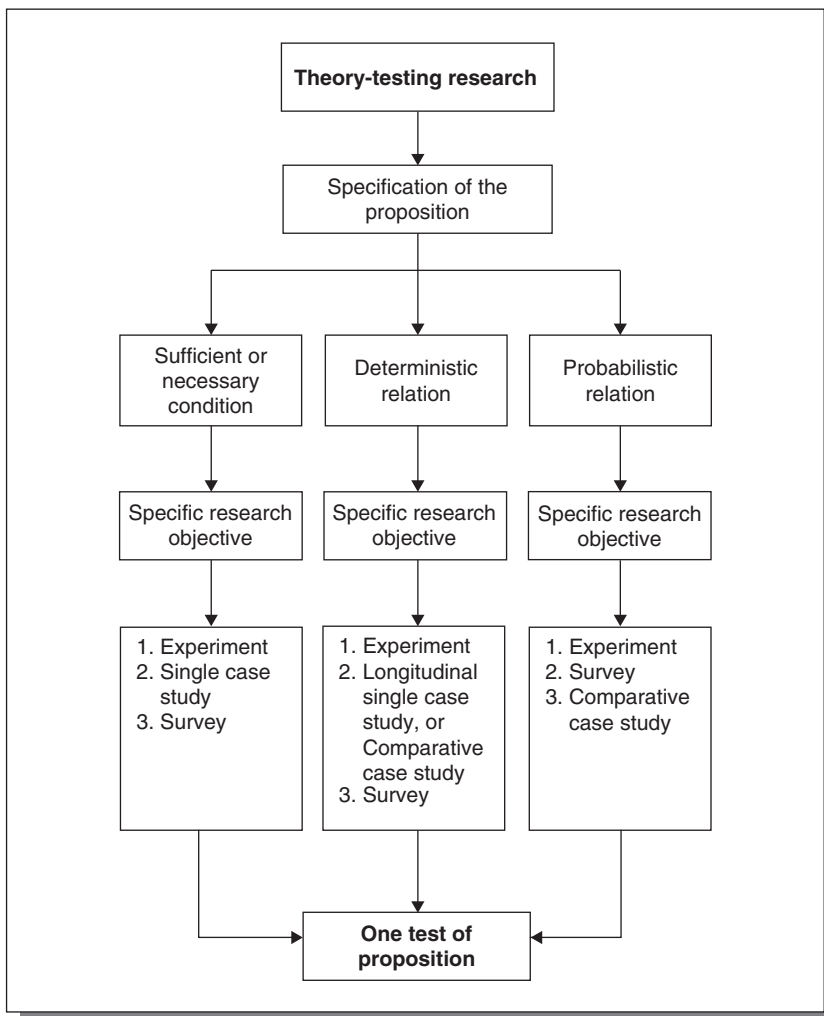 Theory-testing research
Specification of the
proposition
Sufficient or
necessary
condition
Deterministic
relation
Probabilistic
relation
Specific research
objective
Specific research
objective
Specific research
objective
1. Experiment
2. Single case
study
3. Survey
1. Experiment
2. Longitudinal
single case
study, or
Comparative
case study
3. Survey
1. Experiment
2. Survey
3. Comparative
case study
One test of
proposition